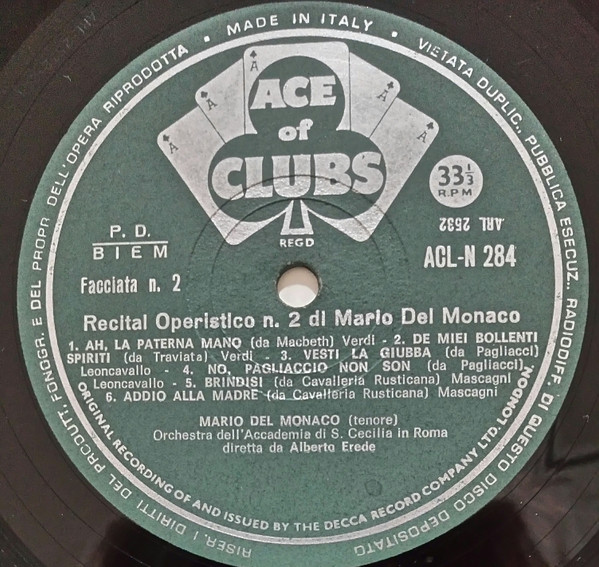 RISER. I DIRITTI DEL PRODUTT. FONOGR. E DEL PROPR DELL'OPERA RIPRODOTTA • MADE IN ITALY • VIETATA DUPLIC., PUBBLICA ESECUZ., RADIODIFF. DI QUESTO DISCO DEPOSITATO
A
A
A
A
A
ACE
of
CLUBS
REGD
33 1/3
R.P.M
P. D.
BIEM
ARL 2532
ACL-N 284
Facciata n. 2
Recital Operistico n. 2 di Mario Del Monaco
1. AH, LA PATERNA MANO (da Macbeth) Verdi - 2. DE MIEI BOLLENTI
SPIRITI (da Traviata) Verdi - 3. VESTI LA GIUBBA (da Pagliacci)
Leoncavallo - 4. NO, PAGLIACCIO NON SON (da Pagliacci)
Leoncavallo - 5. BRINDISI (da Cavalleria Rusticana) Mascagni
6. ADDIO ALLA MADRE (da Cavalleria Rusticana) Mascagni
MARIO DEL MONACO (tenore)
Orchestra dell'Accademia di S. Cecilia in Roma
diretta da Alberto Erede
ORIGINAL RECORDING OF AND ISSUED BY THE DECCA RECORD COMPANY LTD. LONDON.